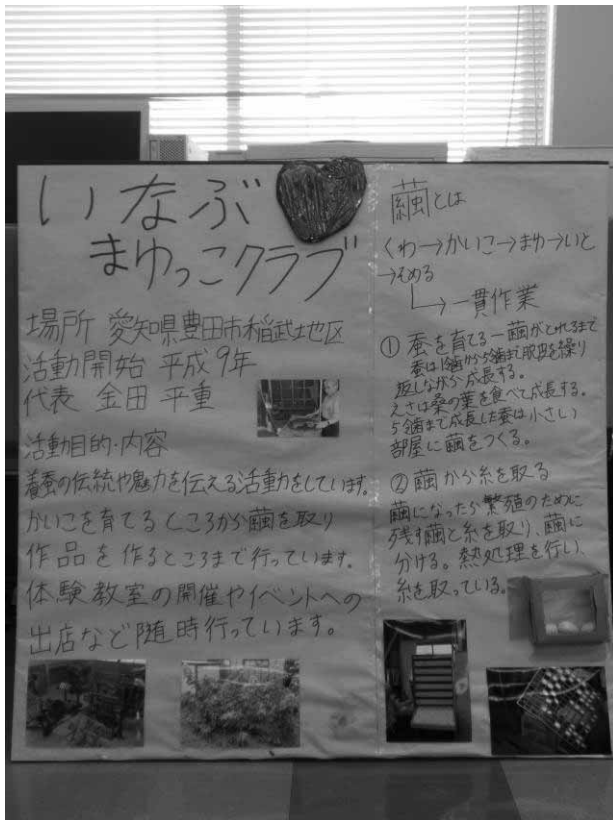 いなぶ
まゆっこクラブ
場所 愛知県豊田市稲武地区
活動開始 平成9年
代表 金田 平重
活動目的・内容
養蚕の伝統や魅力を伝える活動をしています。
かいこを育てるところから繭を取り
作品を作るところまで行っています。
体験教室の開催やイベントへの
出店など随時行っています。
繭とは
くわ→かいこ→まゆ→いと
→そめる
→一貫作業
① 蚕を育てる―繭がとれるまで
蚕は1齢から5齢まで脱皮を繰り
返しながら成長する。
えさは桑の葉を食べて成長する。
5齢まで成長した蚕は小さい
部屋に繭をつくる。
② 繭から糸を取る
繭になったら繁殖のために
残す繭と糸を取り、繭に
分ける。熱処理を行い、
糸を取っている。